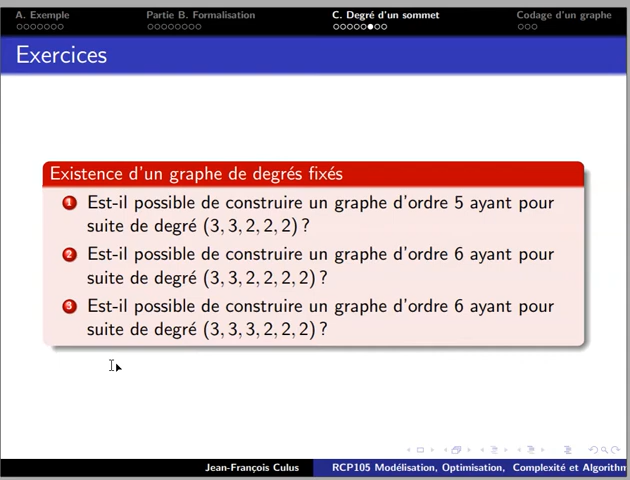 A. Exemple Partie B. Formalisation C. Degré d'un sommet Codage d'un graphe
Exercices
Existence d'un graphe de degrés fixés
1 Est-il possible de construire un graphe d'ordre 5 ayant pour
suite de degré (3, 3, 2, 2, 2) ?
2 Est-il possible de construire un graphe d'ordre 6 ayant pour
suite de degré (3, 3, 2, 2, 2, 2) ?
3 Est-il possible de construire un graphe d'ordre 6 ayant pour
suite de degré (3, 3, 3, 2, 2, 2) ?
Jean-François Culus RCP105 Modélisation, Optimisation, Complexité et Algorithm